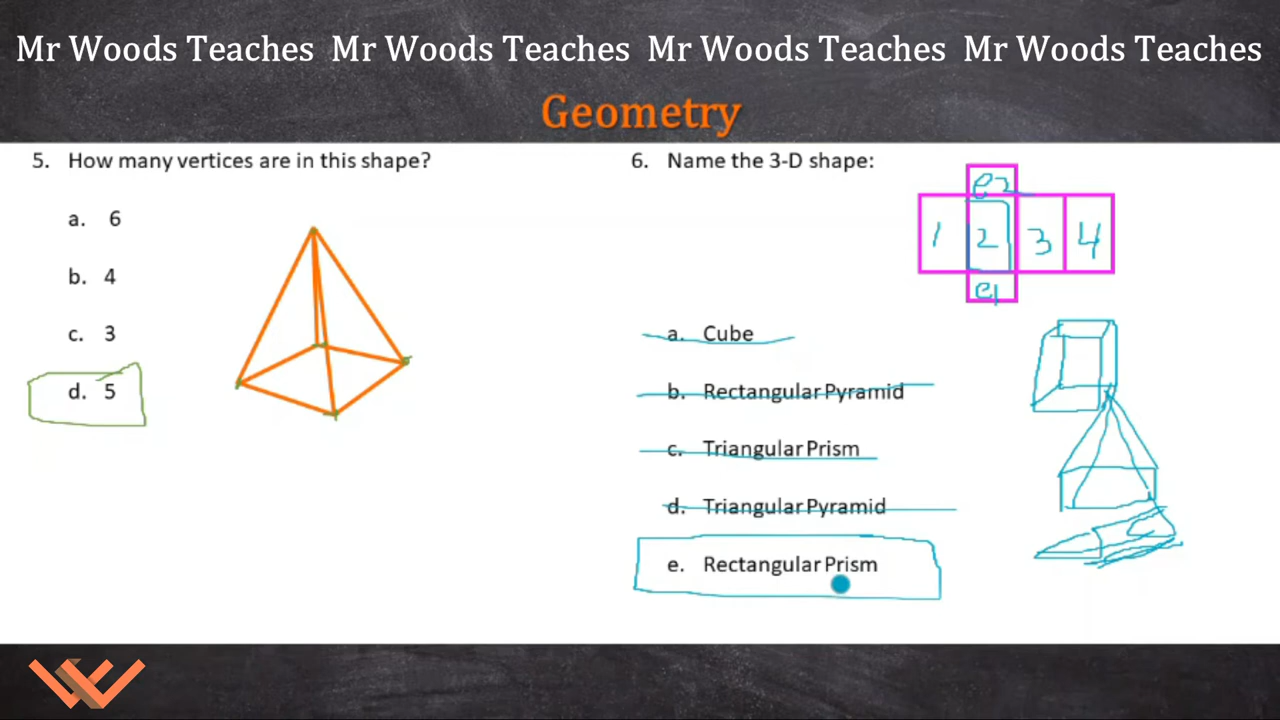 Mr Woods Teaches Mr Woods Teaches Mr Woods Teaches Mr Woods Teaches
Geometry
5. How many vertices are in this shape?
a. 6
b. 4
c. 3
d. 5
6. Name the 3-D shape:
e2
1 2 3 4
e1
a. Cube
b. Rectangular Pyramid
c. Triangular Prism
d. Triangular Pyramid
e. Rectangular Prism